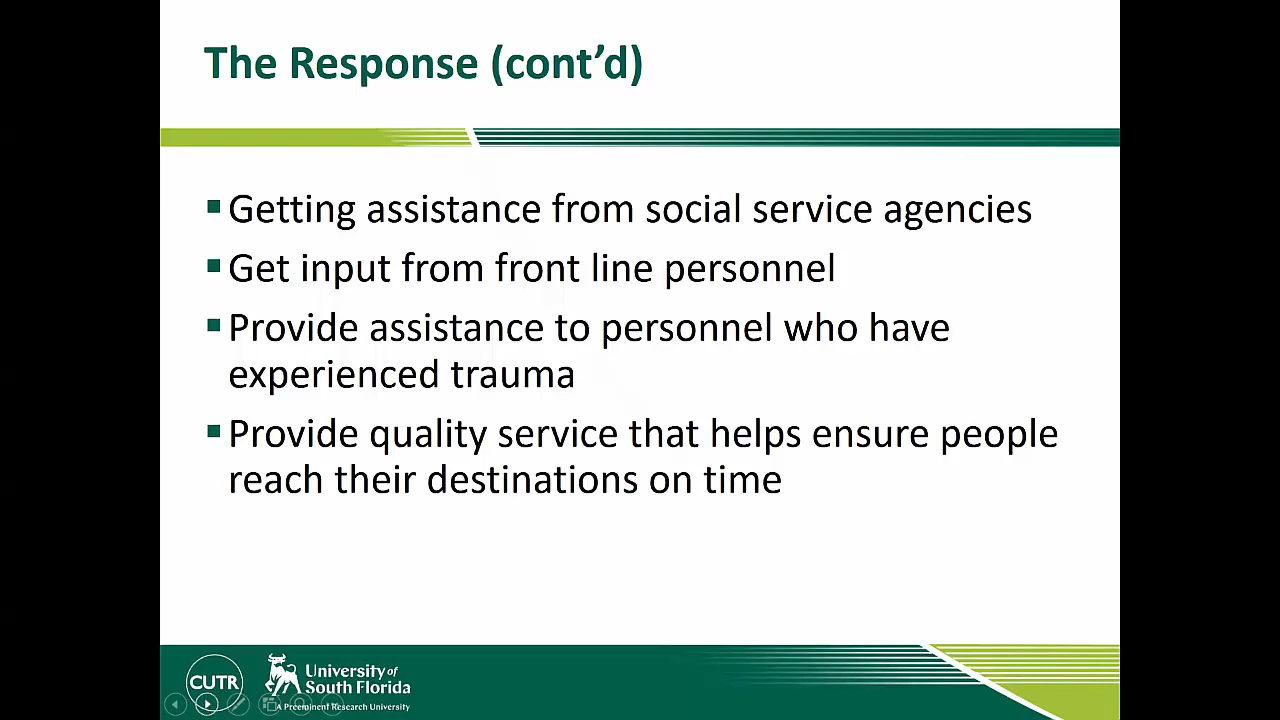 The Response (cont’d)
Getting assistance from social service agencies
Get input from front line personnel
Provide assistance to personnel who have
experienced trauma
Provide quality service that helps ensure people
reach their destinations on time
CUTR
University of
South Florida
A Preeminent Research University